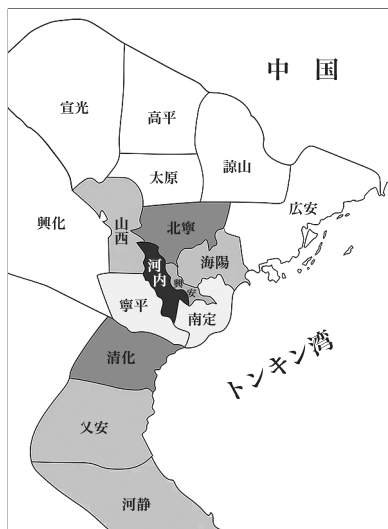 中国
宣光
高平
諒山
太原
広安
興化
山西
北寧
海陽
河内
興安
寧平
南定
清化
トンキン湾
乂安
河静